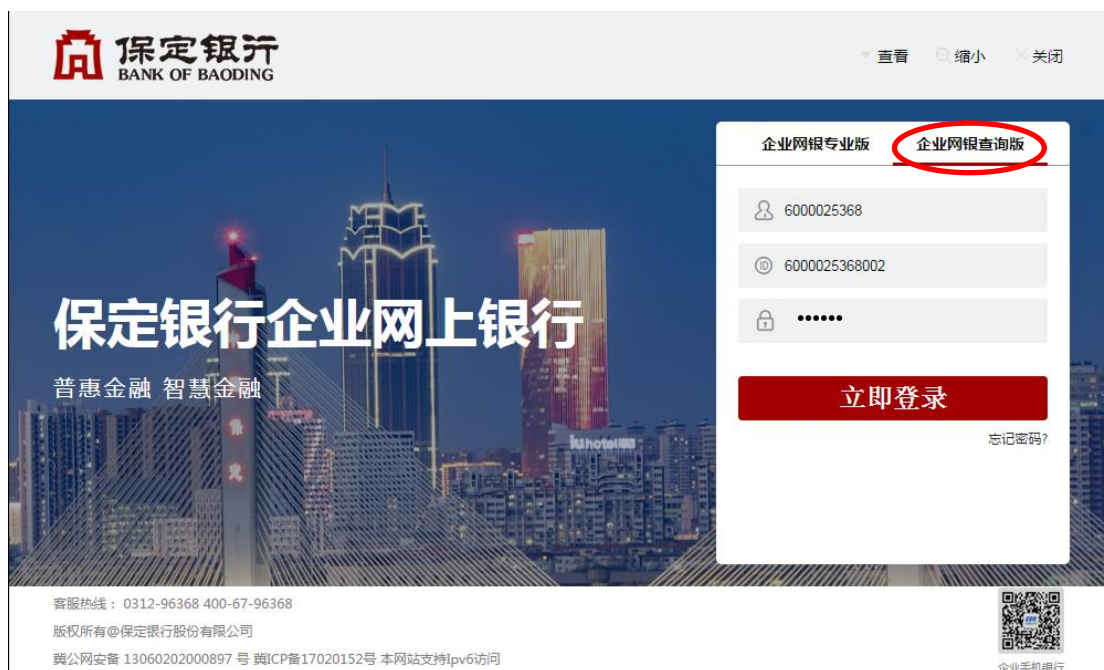 保定银行
BANK OF BAODING
查看 缩小 关闭
企业网银专业版 企业网银查询版
6000025368
6000025368002
••••••
保定银行企业网上银行
普惠金融 智慧金融
立即登录
忘记密码?
保定
iu hotel
客服热线： 0312-96368 400-67-96368
版权所有@保定银行股份有限公司
冀公网安备 13060202000897 号 冀ICP备17020152号 本网站支持Ipv6访问
企业手机银行